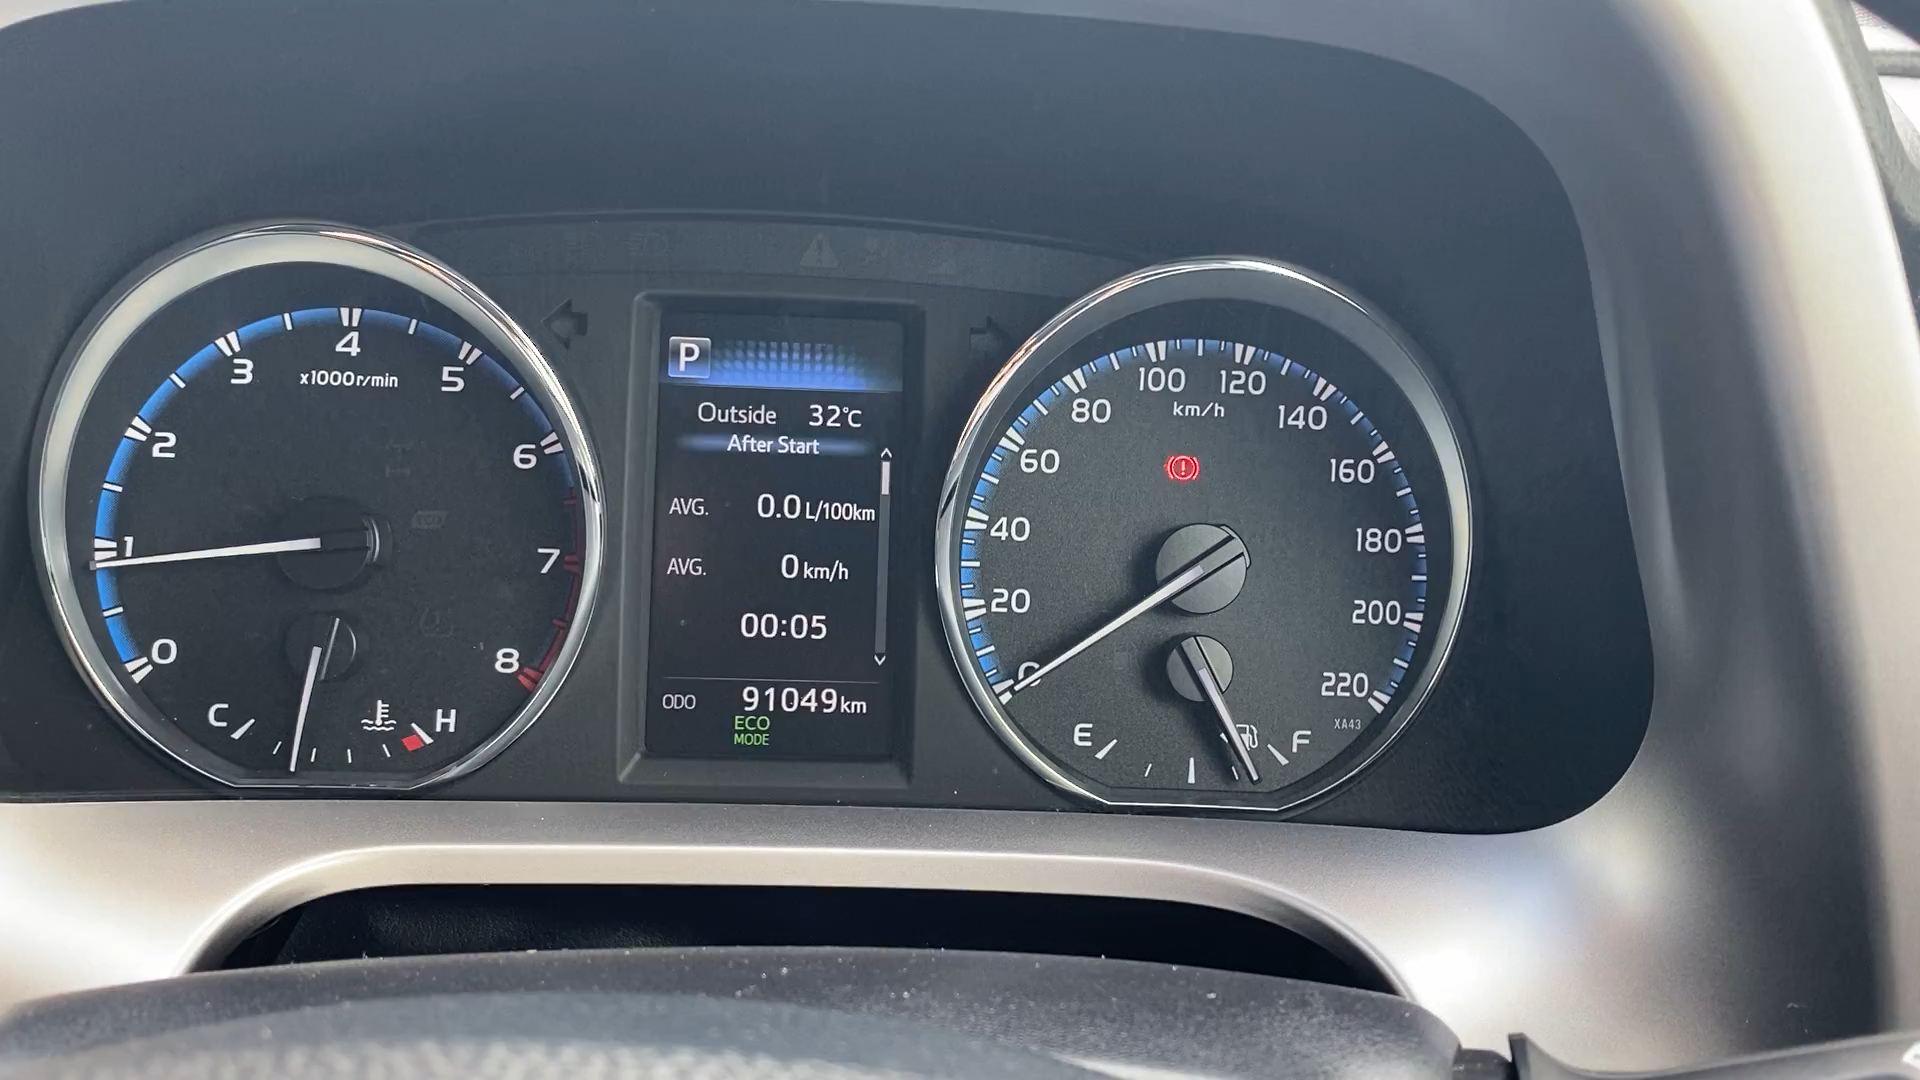 0
1
2
3
4
5
6
7
8
x1000r/min
C
H
P
Outside 32°C
After Start
AVG. 0.0 L/100km
AVG. 0 km/h
00:05
ODO 91049 km
ECO
MODE
0
20
40
60
80
100
120
140
160
180
200
220
km/h
E
F
XA43